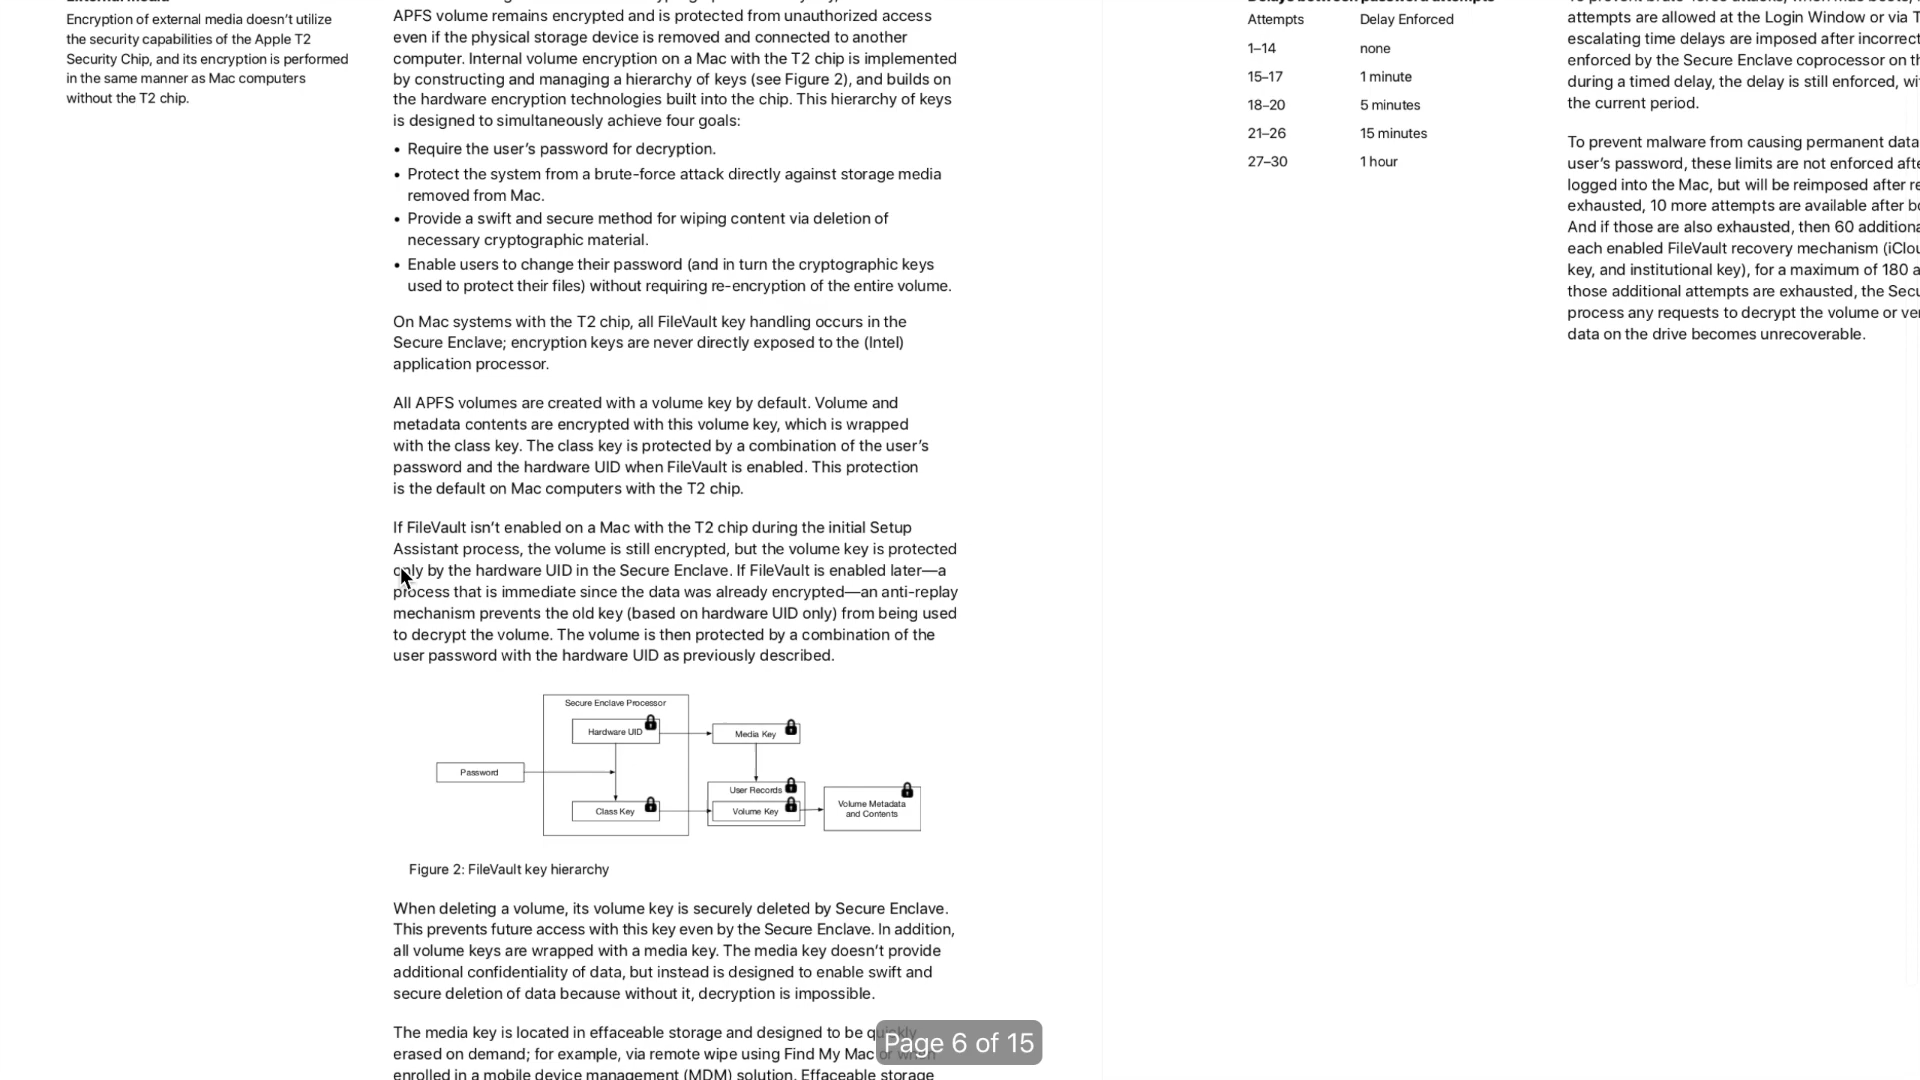 Encryption of external media doesn’t utilize
the security capabilities of the Apple T2
Security Chip, and its encryption is performed
in the same manner as Mac computers
without the T2 chip.
APFS volume remains encrypted and is protected from unauthorized access
even if the physical storage device is removed and connected to another
computer. Internal volume encryption on a Mac with the T2 chip is implemented
by constructing and managing a hierarchy of keys (see Figure 2), and builds on
the hardware encryption technologies built into the chip. This hierarchy of keys
is designed to simultaneously achieve four goals:
• Require the user’s password for decryption.
• Protect the system from a brute-force attack directly against storage media
removed from Mac.
• Provide a swift and secure method for wiping content via deletion of
necessary cryptographic material.
• Enable users to change their password (and in turn the cryptographic keys
used to protect their files) without requiring re-encryption of the entire volume.
On Mac systems with the T2 chip, all FileVault key handling occurs in the
Secure Enclave; encryption keys are never directly exposed to the (Intel)
application processor.
All APFS volumes are created with a volume key by default. Volume and
metadata contents are encrypted with this volume key, which is wrapped
with the class key. The class key is protected by a combination of the user’s
password and the hardware UID when FileVault is enabled. This protection
is the default on Mac computers with the T2 chip.
If FileVault isn’t enabled on a Mac with the T2 chip during the initial Setup
Assistant process, the volume is still encrypted, but the volume key is protected
only by the hardware UID in the Secure Enclave. If FileVault is enabled later—a
process that is immediate since the data was already encrypted—an anti-replay
mechanism prevents the old key (based on hardware UID only) from being used
to decrypt the volume. The volume is then protected by a combination of the
user password with the hardware UID as previously described.
Secure Enclave Processor
Hardware UID
Media Key
Password
User Records
Class Key
Volume Key
Volume Metadata
and Contents
Figure 2: FileVault key hierarchy
When deleting a volume, its volume key is securely deleted by Secure Enclave.
This prevents future access with this key even by the Secure Enclave. In addition,
all volume keys are wrapped with a media key. The media key doesn’t provide
additional confidentiality of data, but instead is designed to enable swift and
secure deletion of data because without it, decryption is impossible.
The media key is located in effaceable storage and designed to be quickly
erased on demand; for example, via remote wipe using Find My Mac or when
enrolled in a mobile device management (MDM) solution. Effaceable storage
Page 6 of 15
Attempts Delay Enforced
1–14 none
15–17 1 minute
18–20 5 minutes
21–26 15 minutes
27–30 1 hour
attempts are allowed at the Login Window or via T
escalating time delays are imposed after incorrect
enforced by the Secure Enclave coprocessor on th
during a timed delay, the delay is still enforced, wi
the current period.
To prevent malware from causing permanent data
user’s password, these limits are not enforced afte
logged into the Mac, but will be reimposed after re
exhausted, 10 more attempts are available after bo
And if those are also exhausted, then 60 additiona
each enabled FileVault recovery mechanism (iClou
key, and institutional key), for a maximum of 180 a
those additional attempts are exhausted, the Secu
process any requests to decrypt the volume or ver
data on the drive becomes unrecoverable.